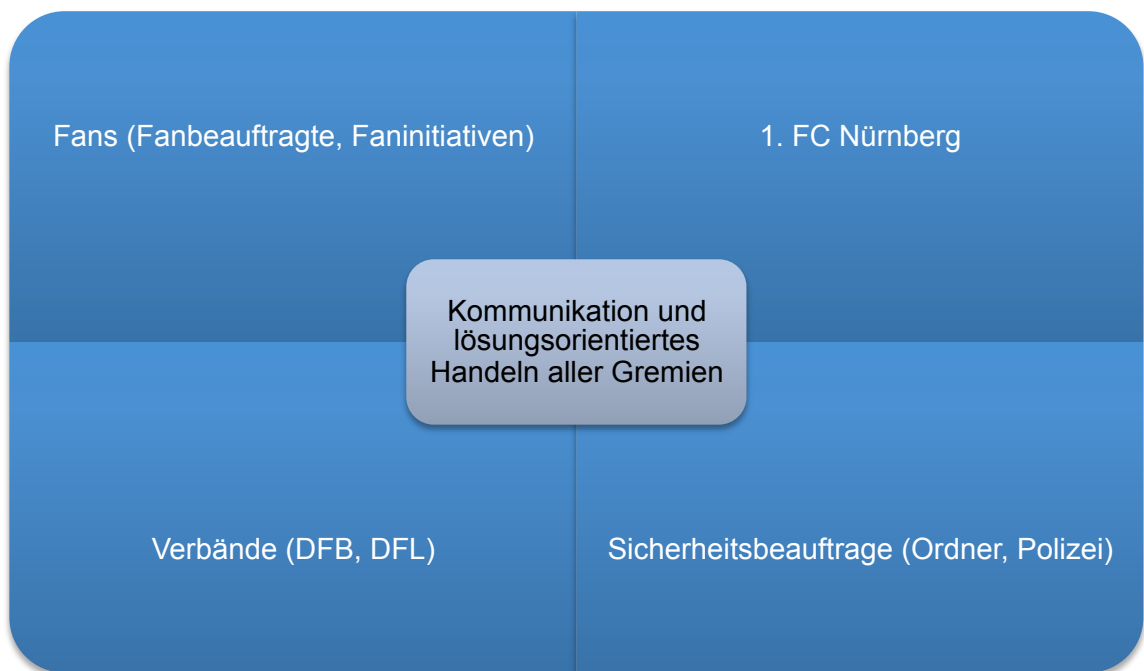 Fans (Fanbeauftragte, Faninitiativen)
1. FC Nürnberg
Kommunikation und
lösungsorientiertes
Handeln aller Gremien
Verbände (DFB, DFL)
Sicherheitsbeauftrage (Ordner, Polizei)